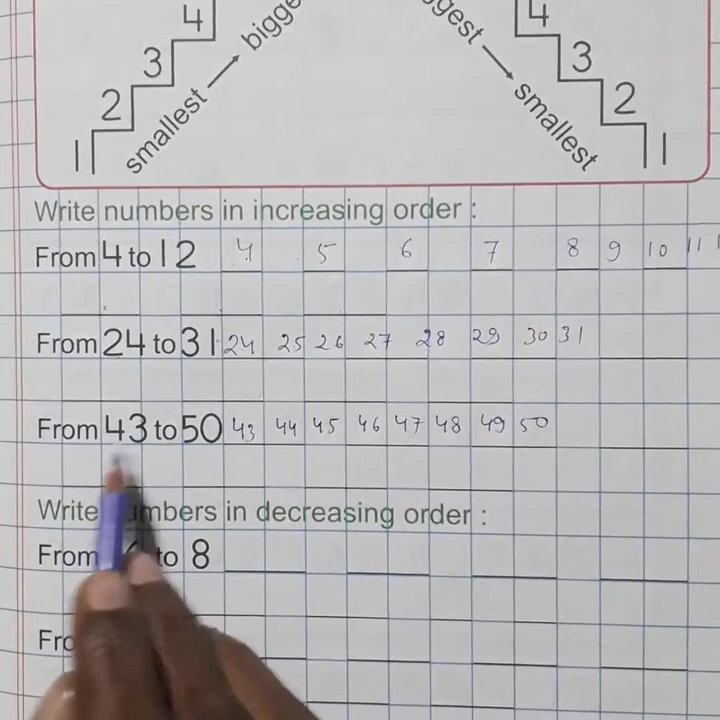 4
3
2
1
smallest → bigge
ggest → smallest
4
3
2
1
Write numbers in increasing order :
From 4 to 12 4 5 6 7 8 9 10 11
From 24 to 31 24 25 26 27 28 29 30 31
From 43 to 50 43 44 45 46 47 48 49 50
Write numbers in decreasing order :
From to 8